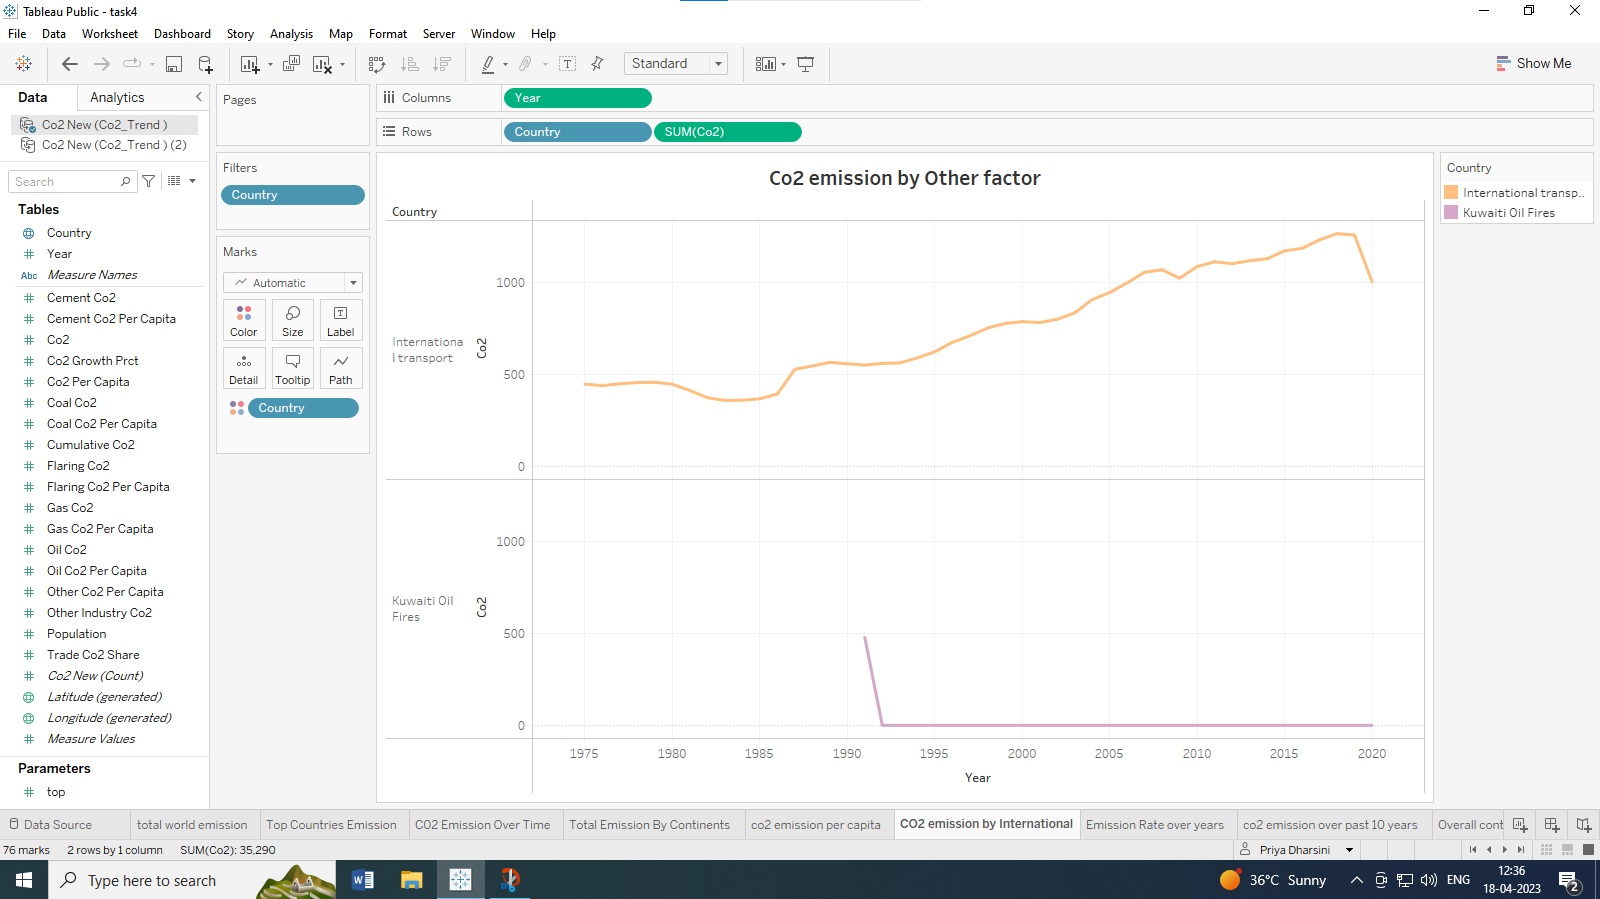 Tableau Public - task4
File Data Worksheet Dashboard Story Analysis Map Format Server Window Help
Standard
Show Me
Data Analytics
Co2 New (Co2_Trend )
Co2 New (Co2_Trend ) (2)
Search
Tables
Country
Year
Abc Measure Names
Cement Co2
Cement Co2 Per Capita
Co2
Co2 Growth Prct
Co2 Per Capita
Coal Co2
Coal Co2 Per Capita
Cumulative Co2
Flaring Co2
Flaring Co2 Per Capita
Gas Co2
Gas Co2 Per Capita
Oil Co2
Oil Co2 Per Capita
Other Co2 Per Capita
Other Industry Co2
Population
Trade Co2 Share
Co2 New (Count)
Latitude (generated)
Longitude (generated)
Measure Values
Parameters
top
Pages
Filters
Country
Marks
Automatic
Color Size Label
Detail Tooltip Path
Country
Columns Year
Rows Country SUM(Co2)
Co2 emission by Other factor
Country
Internationa
l transport
Co2
1000
500
0
Kuwaiti Oil
Fires
Co2
1000
500
0
1975 1980 1985 1990 1995 2000 2005 2010 2015 2020
Year
Country
International transp..
Kuwaiti Oil Fires
Data Source total world emission Top Countries Emission C02 Emission Over Time Total Emission By Continents co2 emission per capita CO2 emission by International Emission Rate over years co2 emission over past 10 years Overall cont
76 marks 2 rows by 1 column SUM(Co2): 35,290 Priya Dharsini
Type here to search
36°C Sunny
ENG
12:36
18-04-2023
2